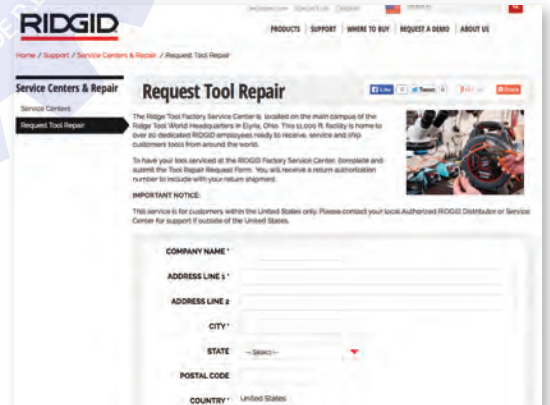 RIDGID
PRODUCTS SUPPORT WHERE TO BUY REQUEST A DEMO ABOUT US
Home / Support / Service Centers & Repair / Request Tool Repair
Service Centers & Repair
Service Centers
Request Tool Repair
Request Tool Repair
Like 0 Tweet 0 Share
The Ridge Tool Factory Service Center is located on the main campus of the
Ridge Tool World Headquarters in Elyria, Ohio. This 11,000 ft. facility is home to
over 20 dedicated RIDGID employees ready to receive, service and ship
customers tools from around the world.
To have your tool serviced at the RIDGID Factory Service Center, complete and
submit the Tool Repair Request Form. You will receive a return authorization
number to include with your return shipment.
IMPORTANT NOTICE:
This service is for customers within the United States only. Please contact your local Authorized RIDGID Distributor or Service
Center for support if outside of the United States.
COMPANY NAME *
ADDRESS LINE 1 *
ADDRESS LINE 2
CITY *
STATE -- Select --
POSTAL CODE
COUNTRY * United States